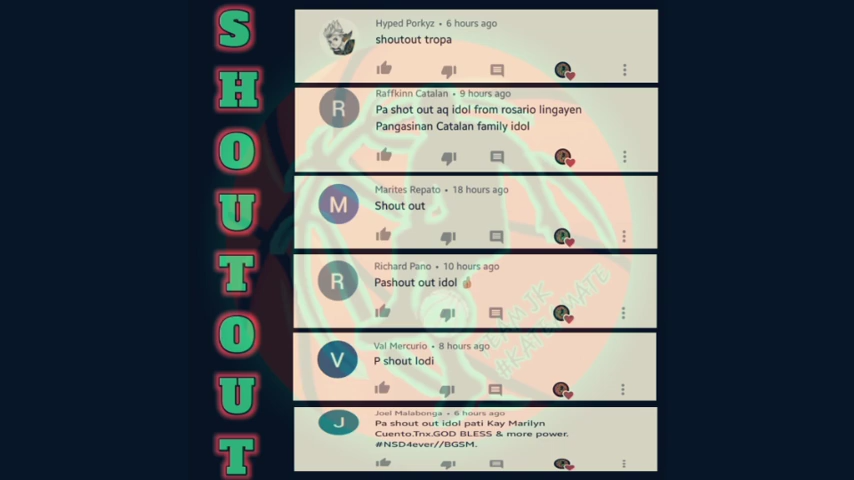 SHOUTOUT
Hyped Porkyz • 6 hours ago
shoutout tropa
R
Raffkinn Catalan • 9 hours ago
Pa shot out aq idol from rosario lingayen
Pangasinan Catalan family idol
M
Marites Repato • 18 hours ago
Shout out
R
Richard Pano • 10 hours ago
Pashout out idol
V
Val Mercurio • 8 hours ago
P shout lodi
J
Joel Malabonga • 6 hours ago
Pa shout out idol pati Kay Marilyn
Cuento.Tnx.GOD BLESS & more power.
#NSD4ever//BGSM.
TEAM JK
#KATEAMATE